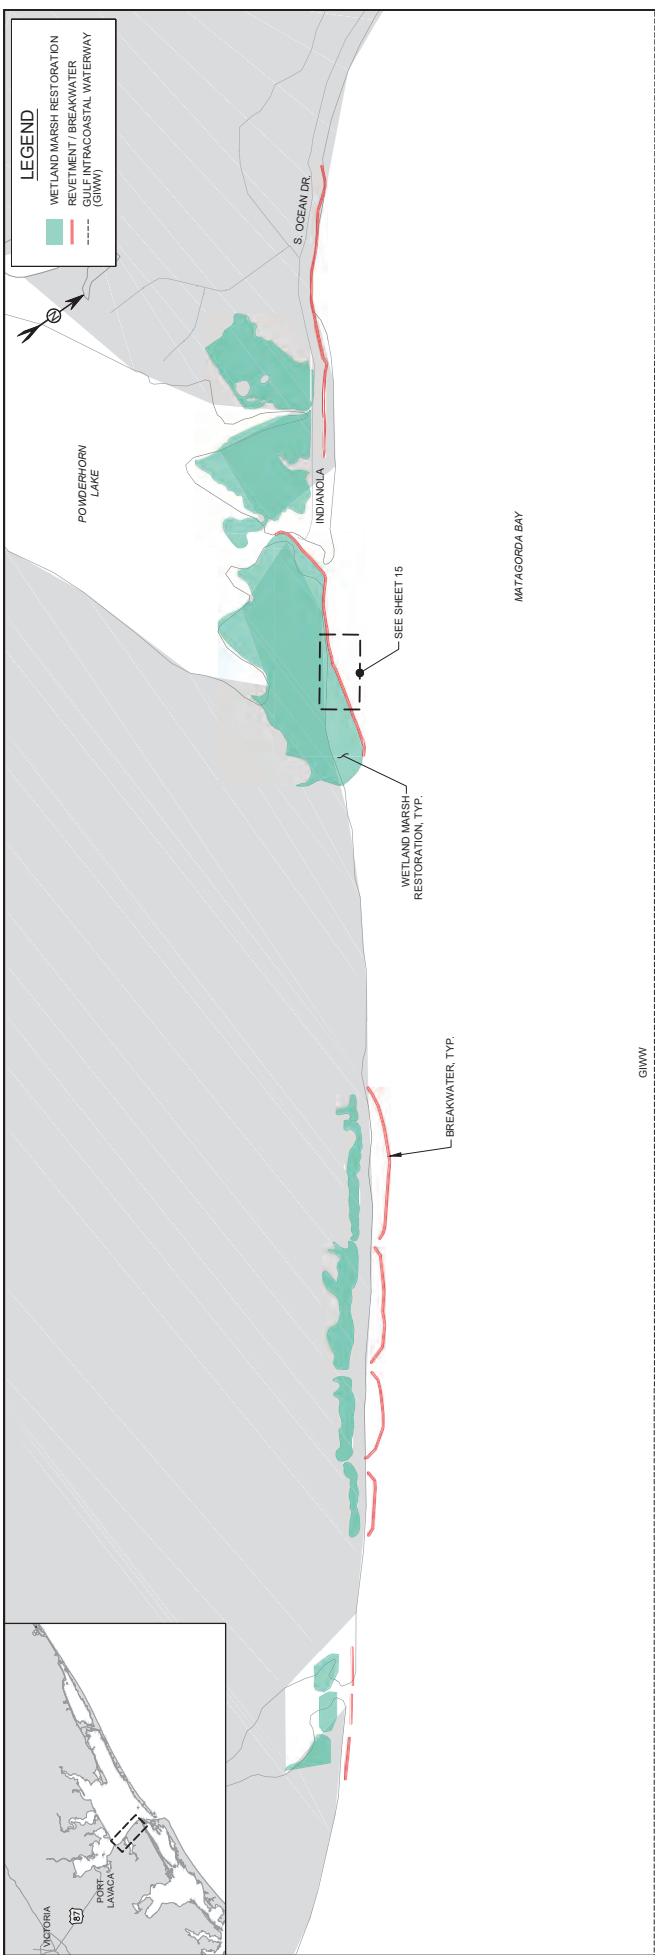 LEGEND
WETLAND MARSH RESTORATION
REVETMENT / BREAKWATER
GULF INTRACOASTAL WATERWAY
(GIWW)
N
S. OCEAN DR.
POWDERHORN
LAKE
INDIANOLA
MATAGORDA BAY
SEE SHEET 15
WETLAND MARSH
RESTORATION, TYP.
BREAKWATER, TYP.
GIWW
VICTORIA
87
PORT
LAVACA